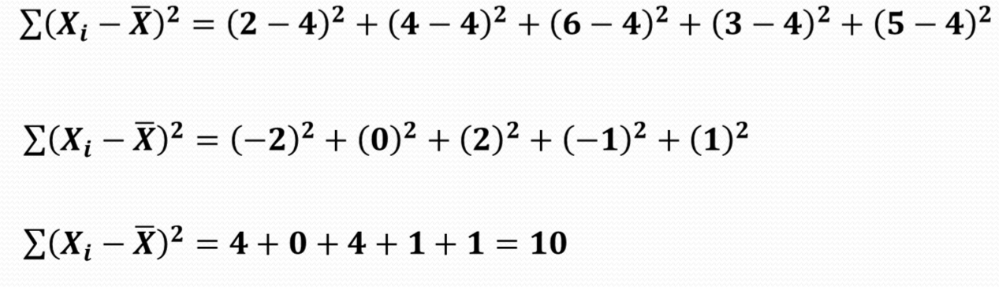 ∑(Xᵢ − X̅)² = (2 − 4)² + (4 − 4)² + (6 − 4)² + (3 − 4)² + (5 − 4)²
∑(Xᵢ − X̅)² = (−2)² + (0)² + (2)² + (−1)² + (1)²
∑(Xᵢ − X̅)² = 4 + 0 + 4 + 1 + 1 = 10